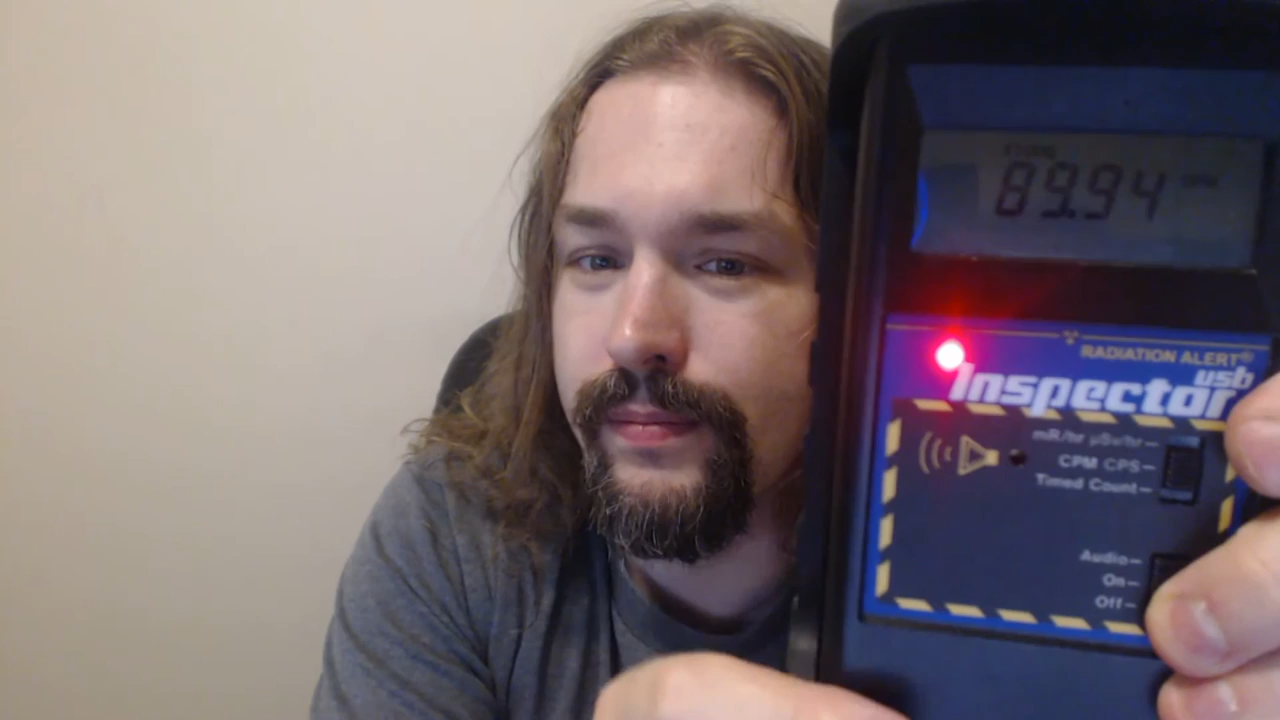 89.94
RADIATION ALERT®
Inspector usb
mR/hr µSv/hr
CPM CPS
Timed Count
Audio
On
Off